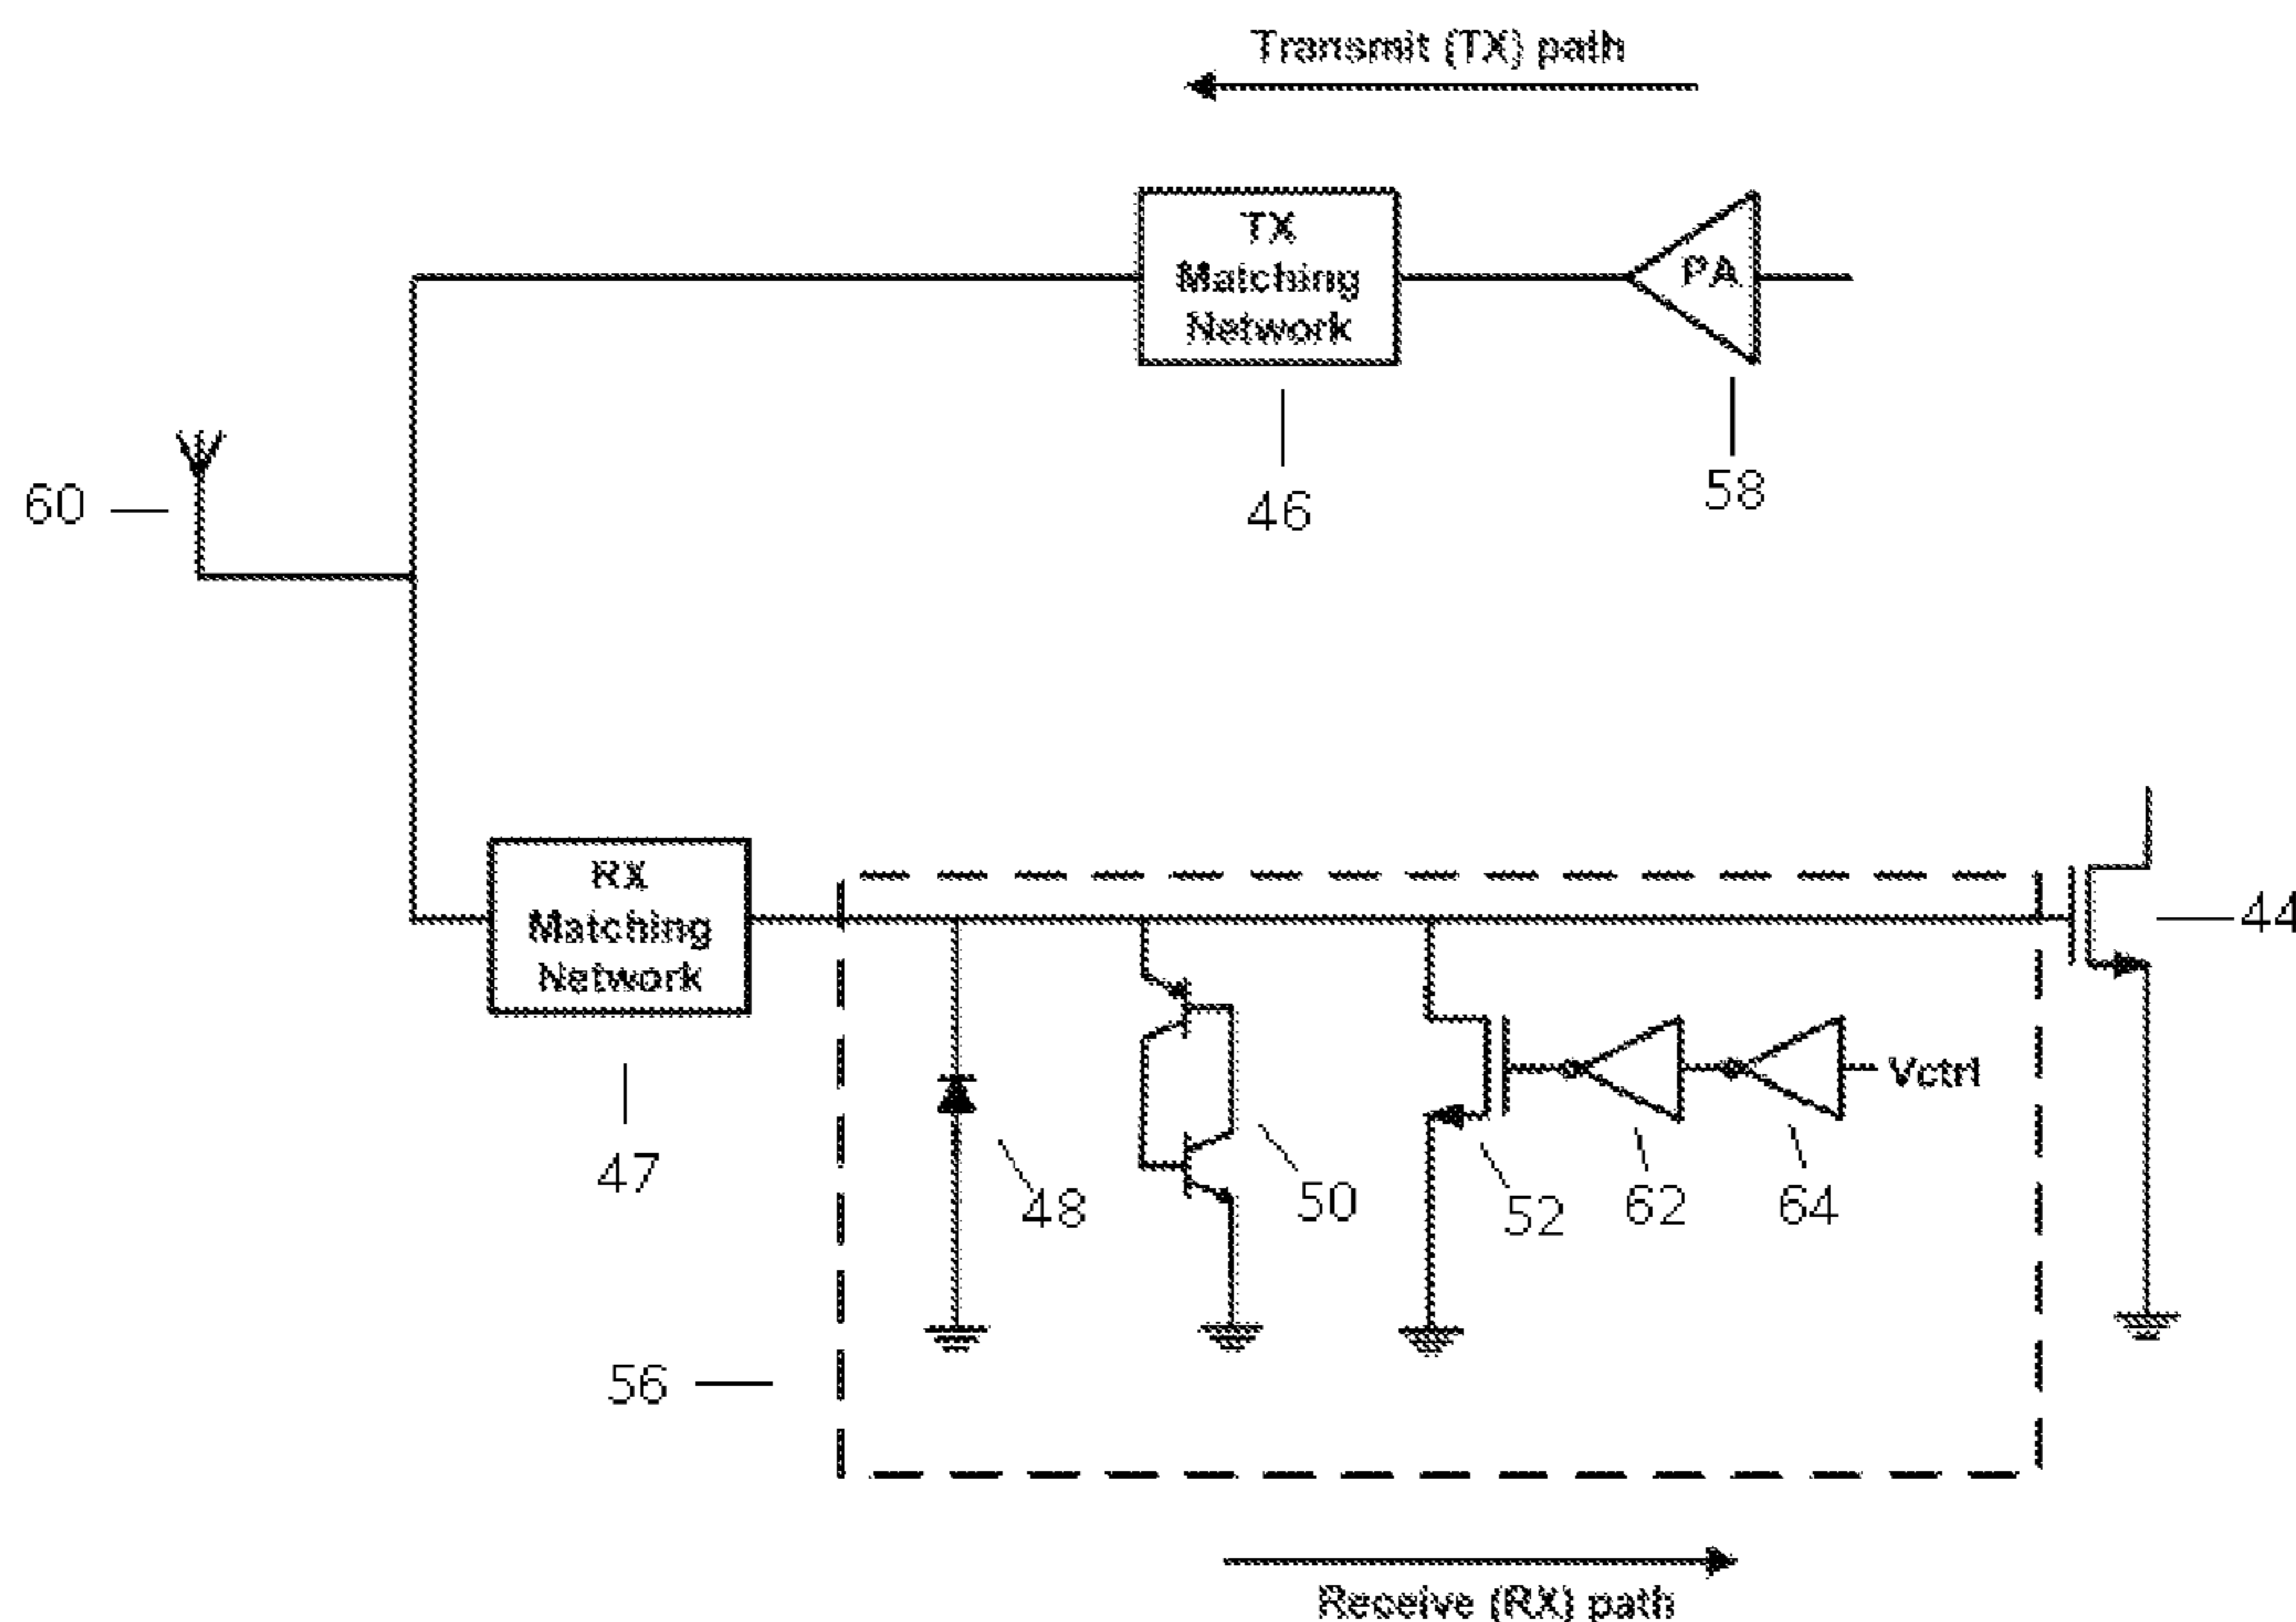 Transmit (TX) path
TX
Matching
Network
PA
60
46
58
RX
Matching
Network
44
Vctrl
47
48
50
52
62
64
56
Receive (RX) path